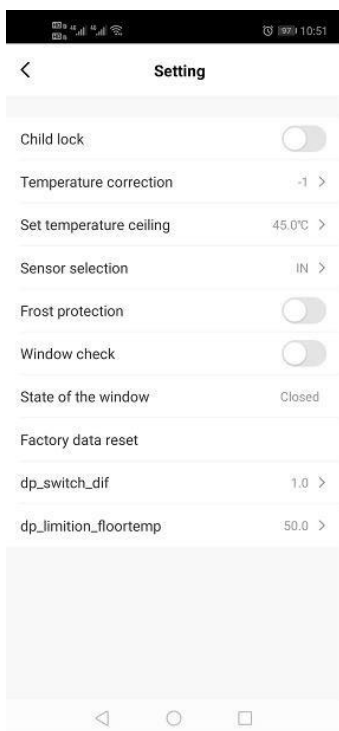 97 10:51
Setting
Child lock
Temperature correction -1
Set temperature ceiling 45.0℃
Sensor selection IN
Frost protection
Window check
State of the window Closed
Factory data reset
dp_switch_dif 1.0
dp_limition_floortemp 50.0